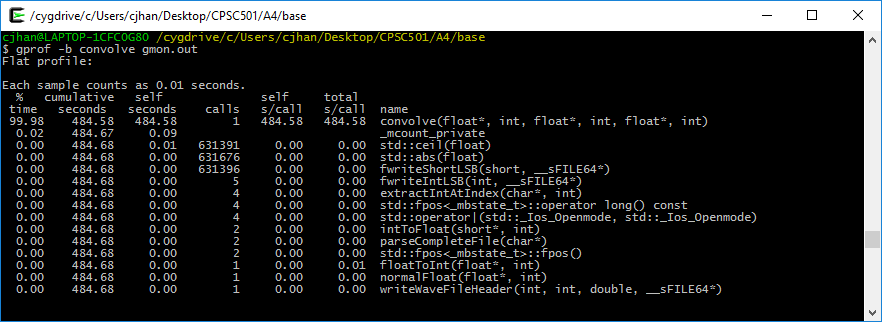 /cygdrive/c/Users/cjhan/Desktop/CPSC501/A4/base
cjhan@LAPTOP-1CFCOG80 /cygdrive/c/Users/cjhan/Desktop/CPSC501/A4/base
$ gprof -b convolve gmon.out
Flat profile:

Each sample counts as 0.01 seconds.
  %   cumulative   self              self     total
 time   seconds   seconds    calls   s/call   s/call  name
 99.98    484.58   484.58        1   484.58   484.58  convolve(float*, int, float*, int, float*, int)
  0.02    484.67     0.09                             _mcount_private
  0.00    484.68     0.01   631391     0.00     0.00  std::ceil(float)
  0.00    484.68     0.00   631676     0.00     0.00  std::abs(float)
  0.00    484.68     0.00   631396     0.00     0.00  fwriteShortLSB(short, __sFILE64*)
  0.00    484.68     0.00        5     0.00     0.00  fwriteIntLSB(int, __sFILE64*)
  0.00    484.68     0.00        4     0.00     0.00  extractIntAtIndex(char*, int)
  0.00    484.68     0.00        4     0.00     0.00  std::fpos<_mbstate_t>::operator long() const
  0.00    484.68     0.00        4     0.00     0.00  std::operator|(std::_Ios_Openmode, std::_Ios_Openmode)
  0.00    484.68     0.00        2     0.00     0.00  intToFloat(short*, int)
  0.00    484.68     0.00        2     0.00     0.00  parseCompleteFile(char*)
  0.00    484.68     0.00        2     0.00     0.00  std::fpos<_mbstate_t>::fpos()
  0.00    484.68     0.00        1     0.00     0.01  floatToInt(float*, int)
  0.00    484.68     0.00        1     0.00     0.00  normalFloat(float*, int)
  0.00    484.68     0.00        1     0.00     0.00  writeWaveFileHeader(int, int, double, __sFILE64*)